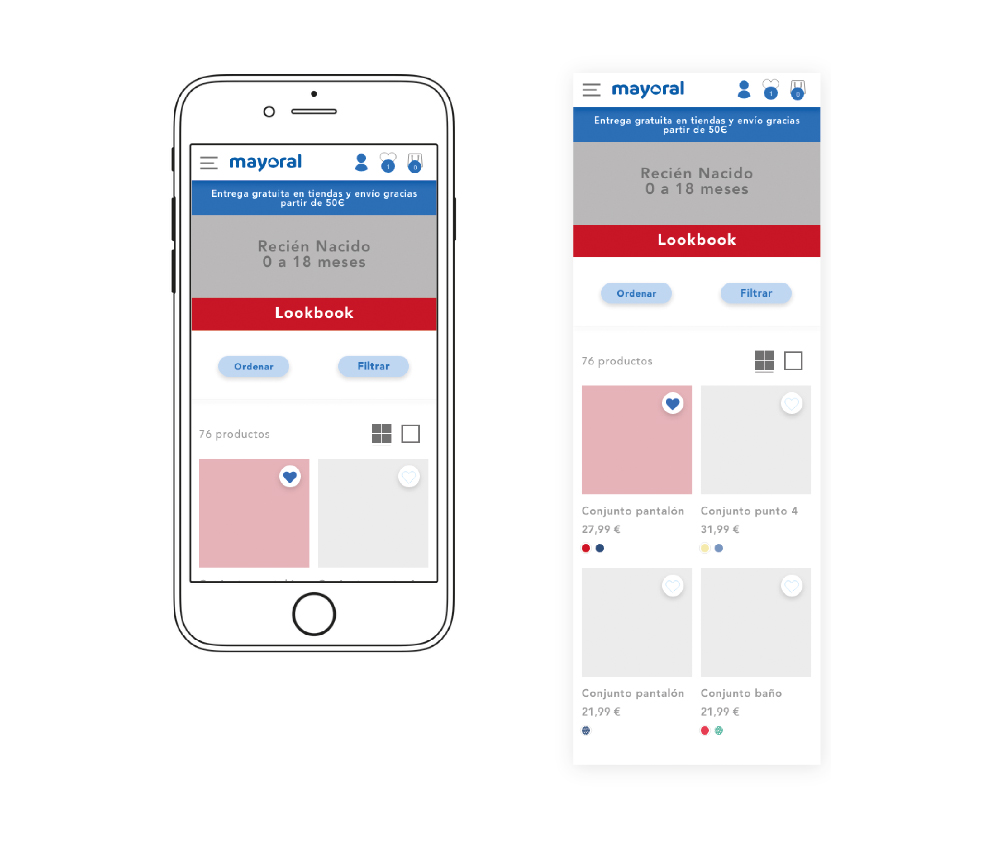 mayoral
1
0
Entrega gratuita en tiendas y envío gracias
partir de 50€
Recién Nacido
0 a 18 meses
Lookbook
Ordenar
Filtrar
76 productos
mayoral
1
0
Entrega gratuita en tiendas y envío gracias
partir de 50€
Recién Nacido
0 a 18 meses
Lookbook
Ordenar
Filtrar
76 productos
Conjunto pantalón
27,99 €
Conjunto punto 4
31,99 €
Conjunto pantalón
21,99 €
Conjunto baño
21,99 €